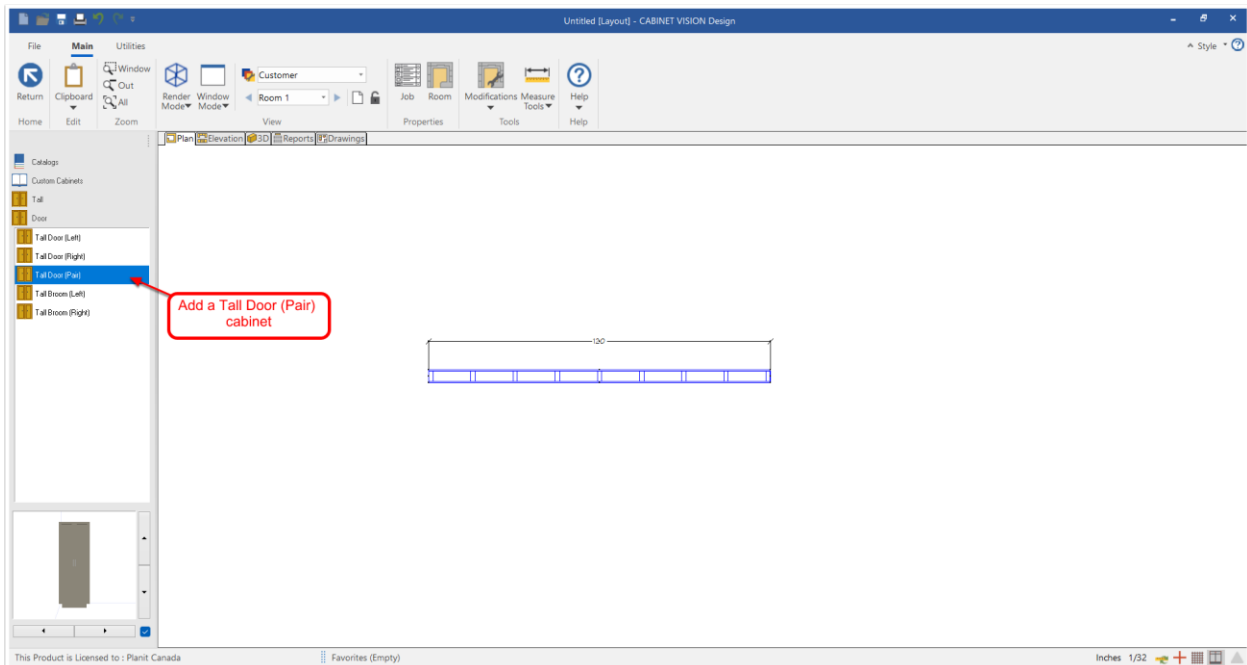 Untitled [Layout] - CABINET VISION Design
File Main Utilities
Style
Return
Clipboard
Window
Out
All
Render Mode
Window Mode
Customer
Room 1
Job
Room
Modifications
Measure Tools
Help
Home
Edit
Zoom
View
Properties
Tools
Help
Plan Elevation 3D Reports Drawings
Catalogs
Custom Cabinets
Tall
Door
Tall Door (Left)
Tall Door (Right)
Tall Door (Pair)
Tall Broom (Left)
Tall Broom (Right)
Add a Tall Door (Pair)
cabinet
120
This Product is Licensed to : Planit Canada
Favorites (Empty)
Inches 1/32